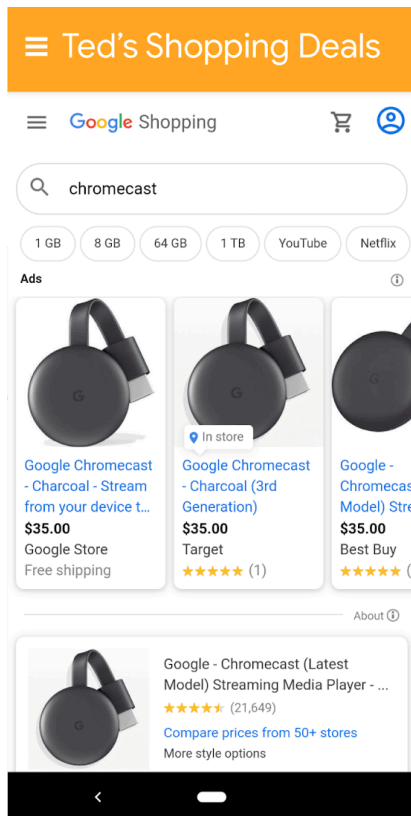 Ted's Shopping Deals
Google Shopping
chromecast
1 GB
8 GB
64 GB
1 TB
YouTube
Netflix
Ads
In store
Google Chromecast
- Charcoal - Stream
from your device t...
$35.00
Google Store
Free shipping
Google Chromecast
- Charcoal (3rd
Generation)
$35.00
Target
(1)
Google -
Chromecas
Model) Stre
$35.00
Best Buy
(
About
Google - Chromecast (Latest
Model) Streaming Media Player - ...
(21,649)
Compare prices from 50+ stores
More style options